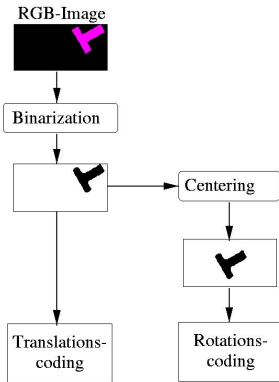 RGB-Image
Binarization
Centering
Translations-
coding
Rotations-
coding